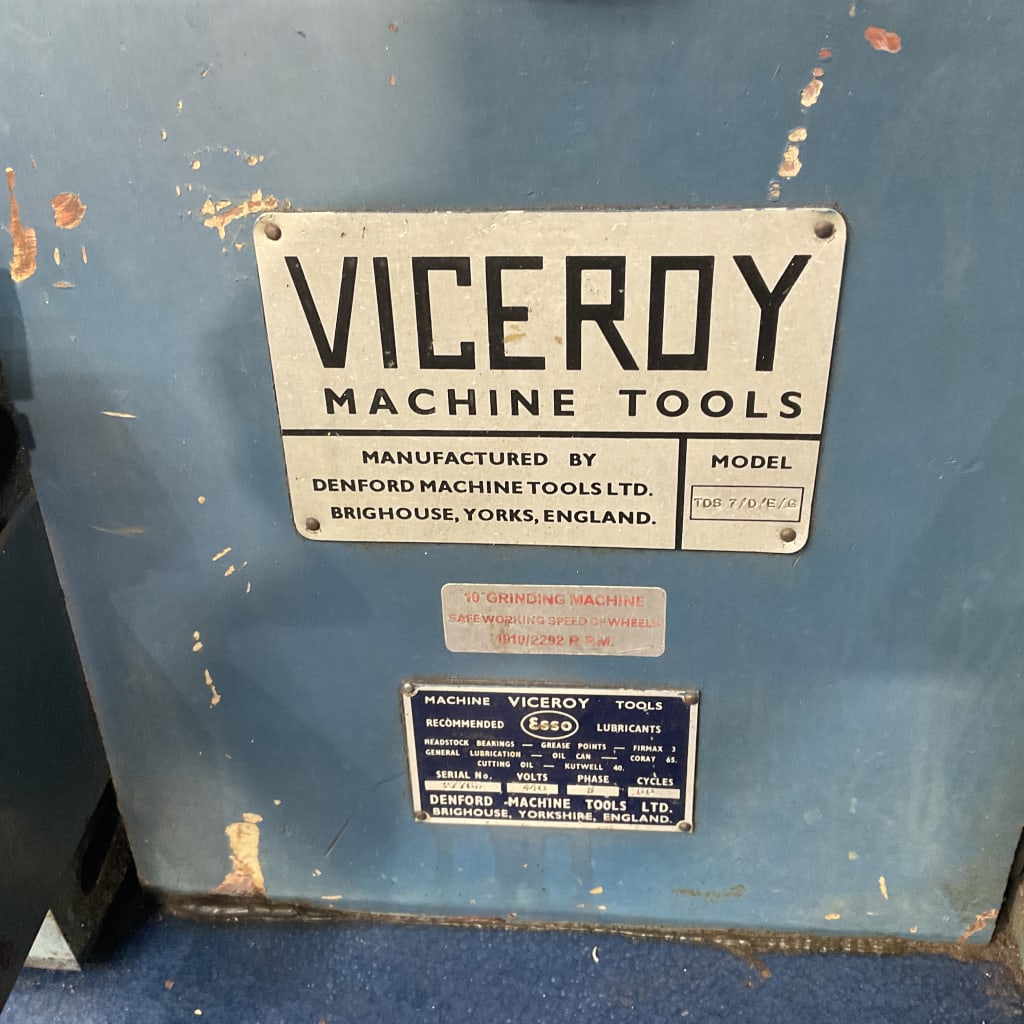 VICEROY
MACHINE TOOLS
MANUFACTURED BY
DENFORD MACHINE TOOLS LTD.
BRIGHOUSE, YORKS, ENGLAND.
MODEL
TDS 7/D/E/G
10" GRINDING MACHINE
SAFE WORKING SPEED OF WHEELS
1910/2292 R.P.M.
MACHINE VICEROY TOOLS
RECOMMENDED Esso LUBRICANTS
HEADSTOCK BEARINGS — GREASE POINTS — FIRMAX 3
GENERAL LUBRICATION — OIL CAN — CORAY 65.
CUTTING OIL — KUTWELL 40.
SERIAL No. VOLTS PHASE CYCLES
DENFORD MACHINE TOOLS LTD.
BRIGHOUSE, YORKSHIRE, ENGLAND.